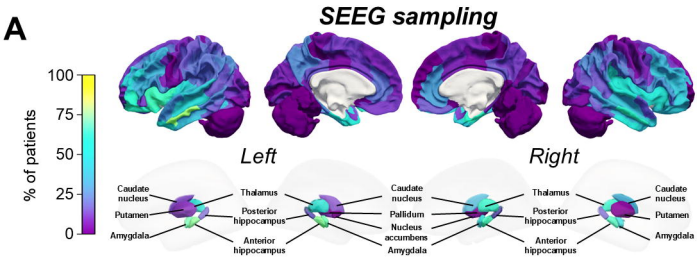 A
SEEG sampling
100
75
50
25
0
% of patients
Left
Right
Caudate
nucleus
Putamen
Amygdala
Thalamus
Posterior
hippocampus
Anterior
hippocampus
Caudate
nucleus
Pallidum
Nucleus
accumbens
Amygdala
Thalamus
Posterior
hippocampus
Anterior
hippocampus
Caudate
nucleus
Putamen
Amygdala